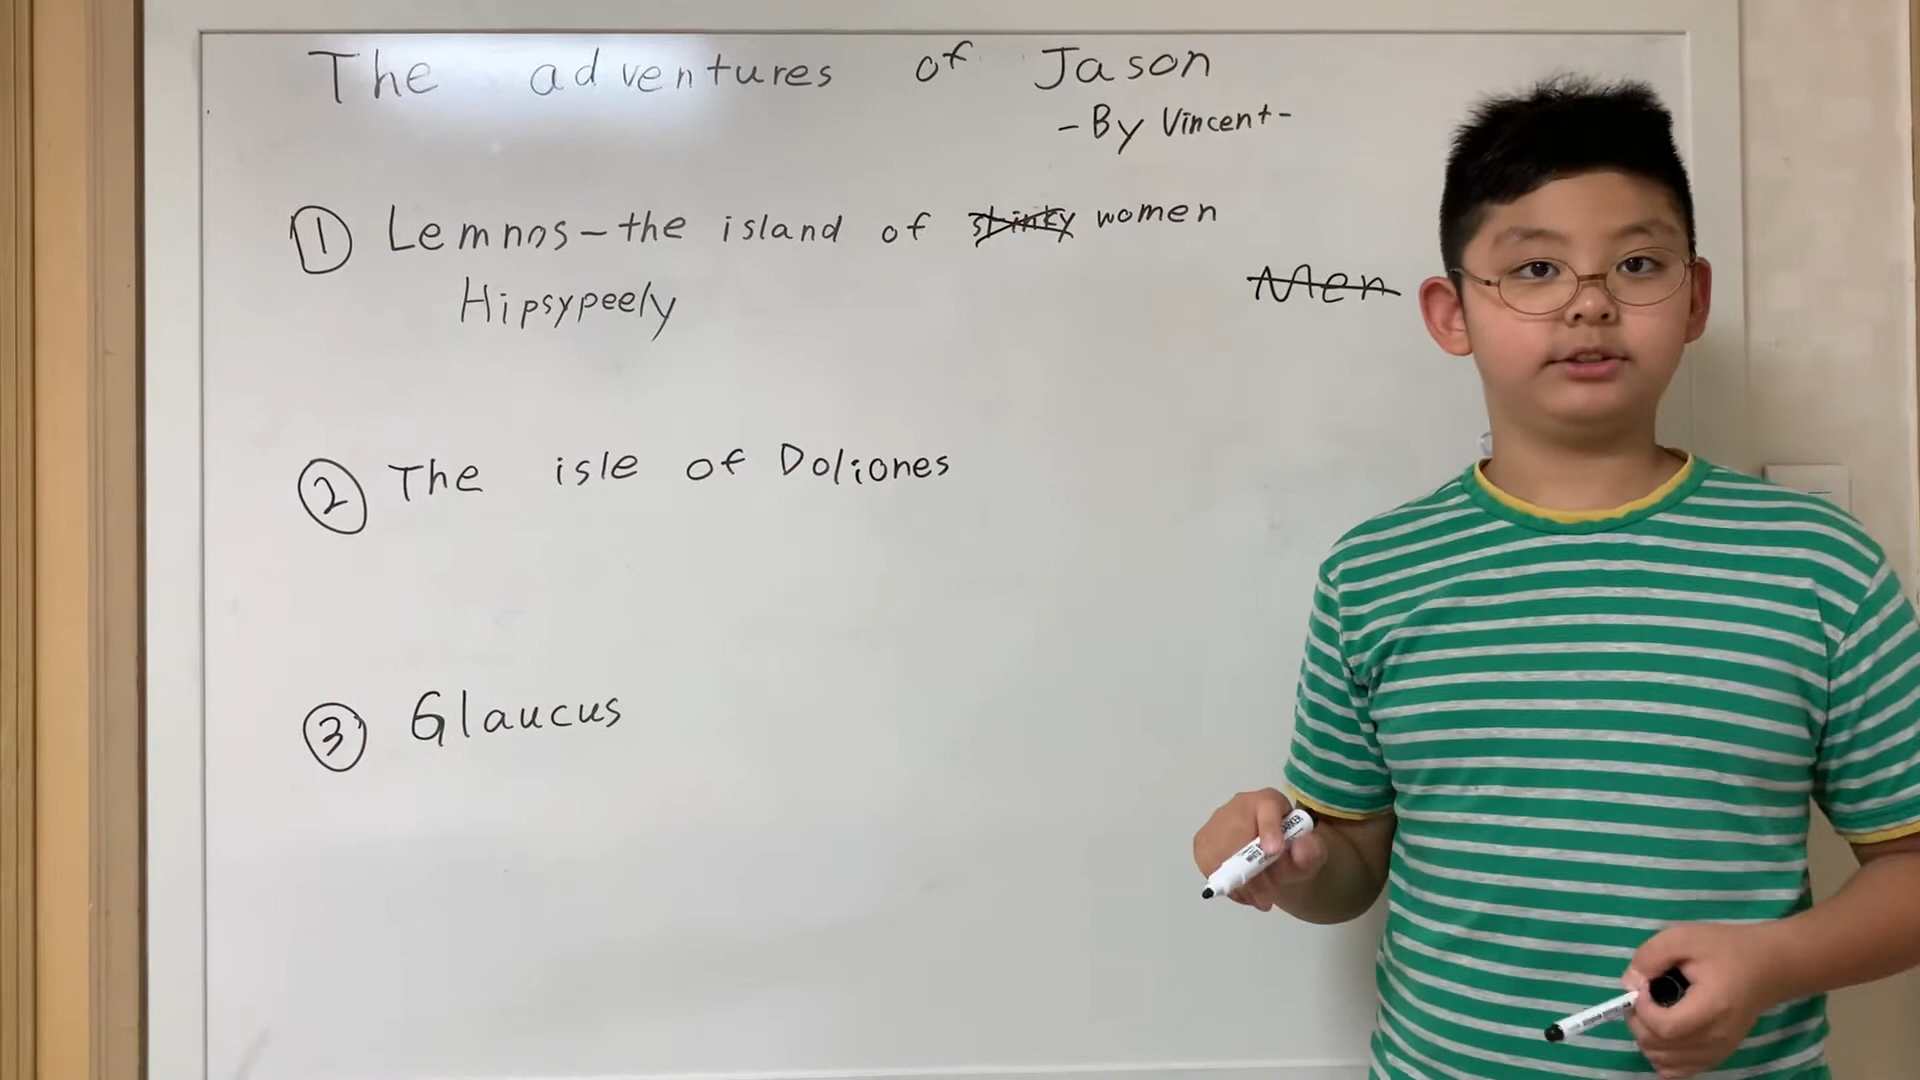 The adventures of Jason
- By Vincent -
① Lemnos - the island of stinky women
Men
Hipsypeely
② The isle of Doliones
③ Glaucus